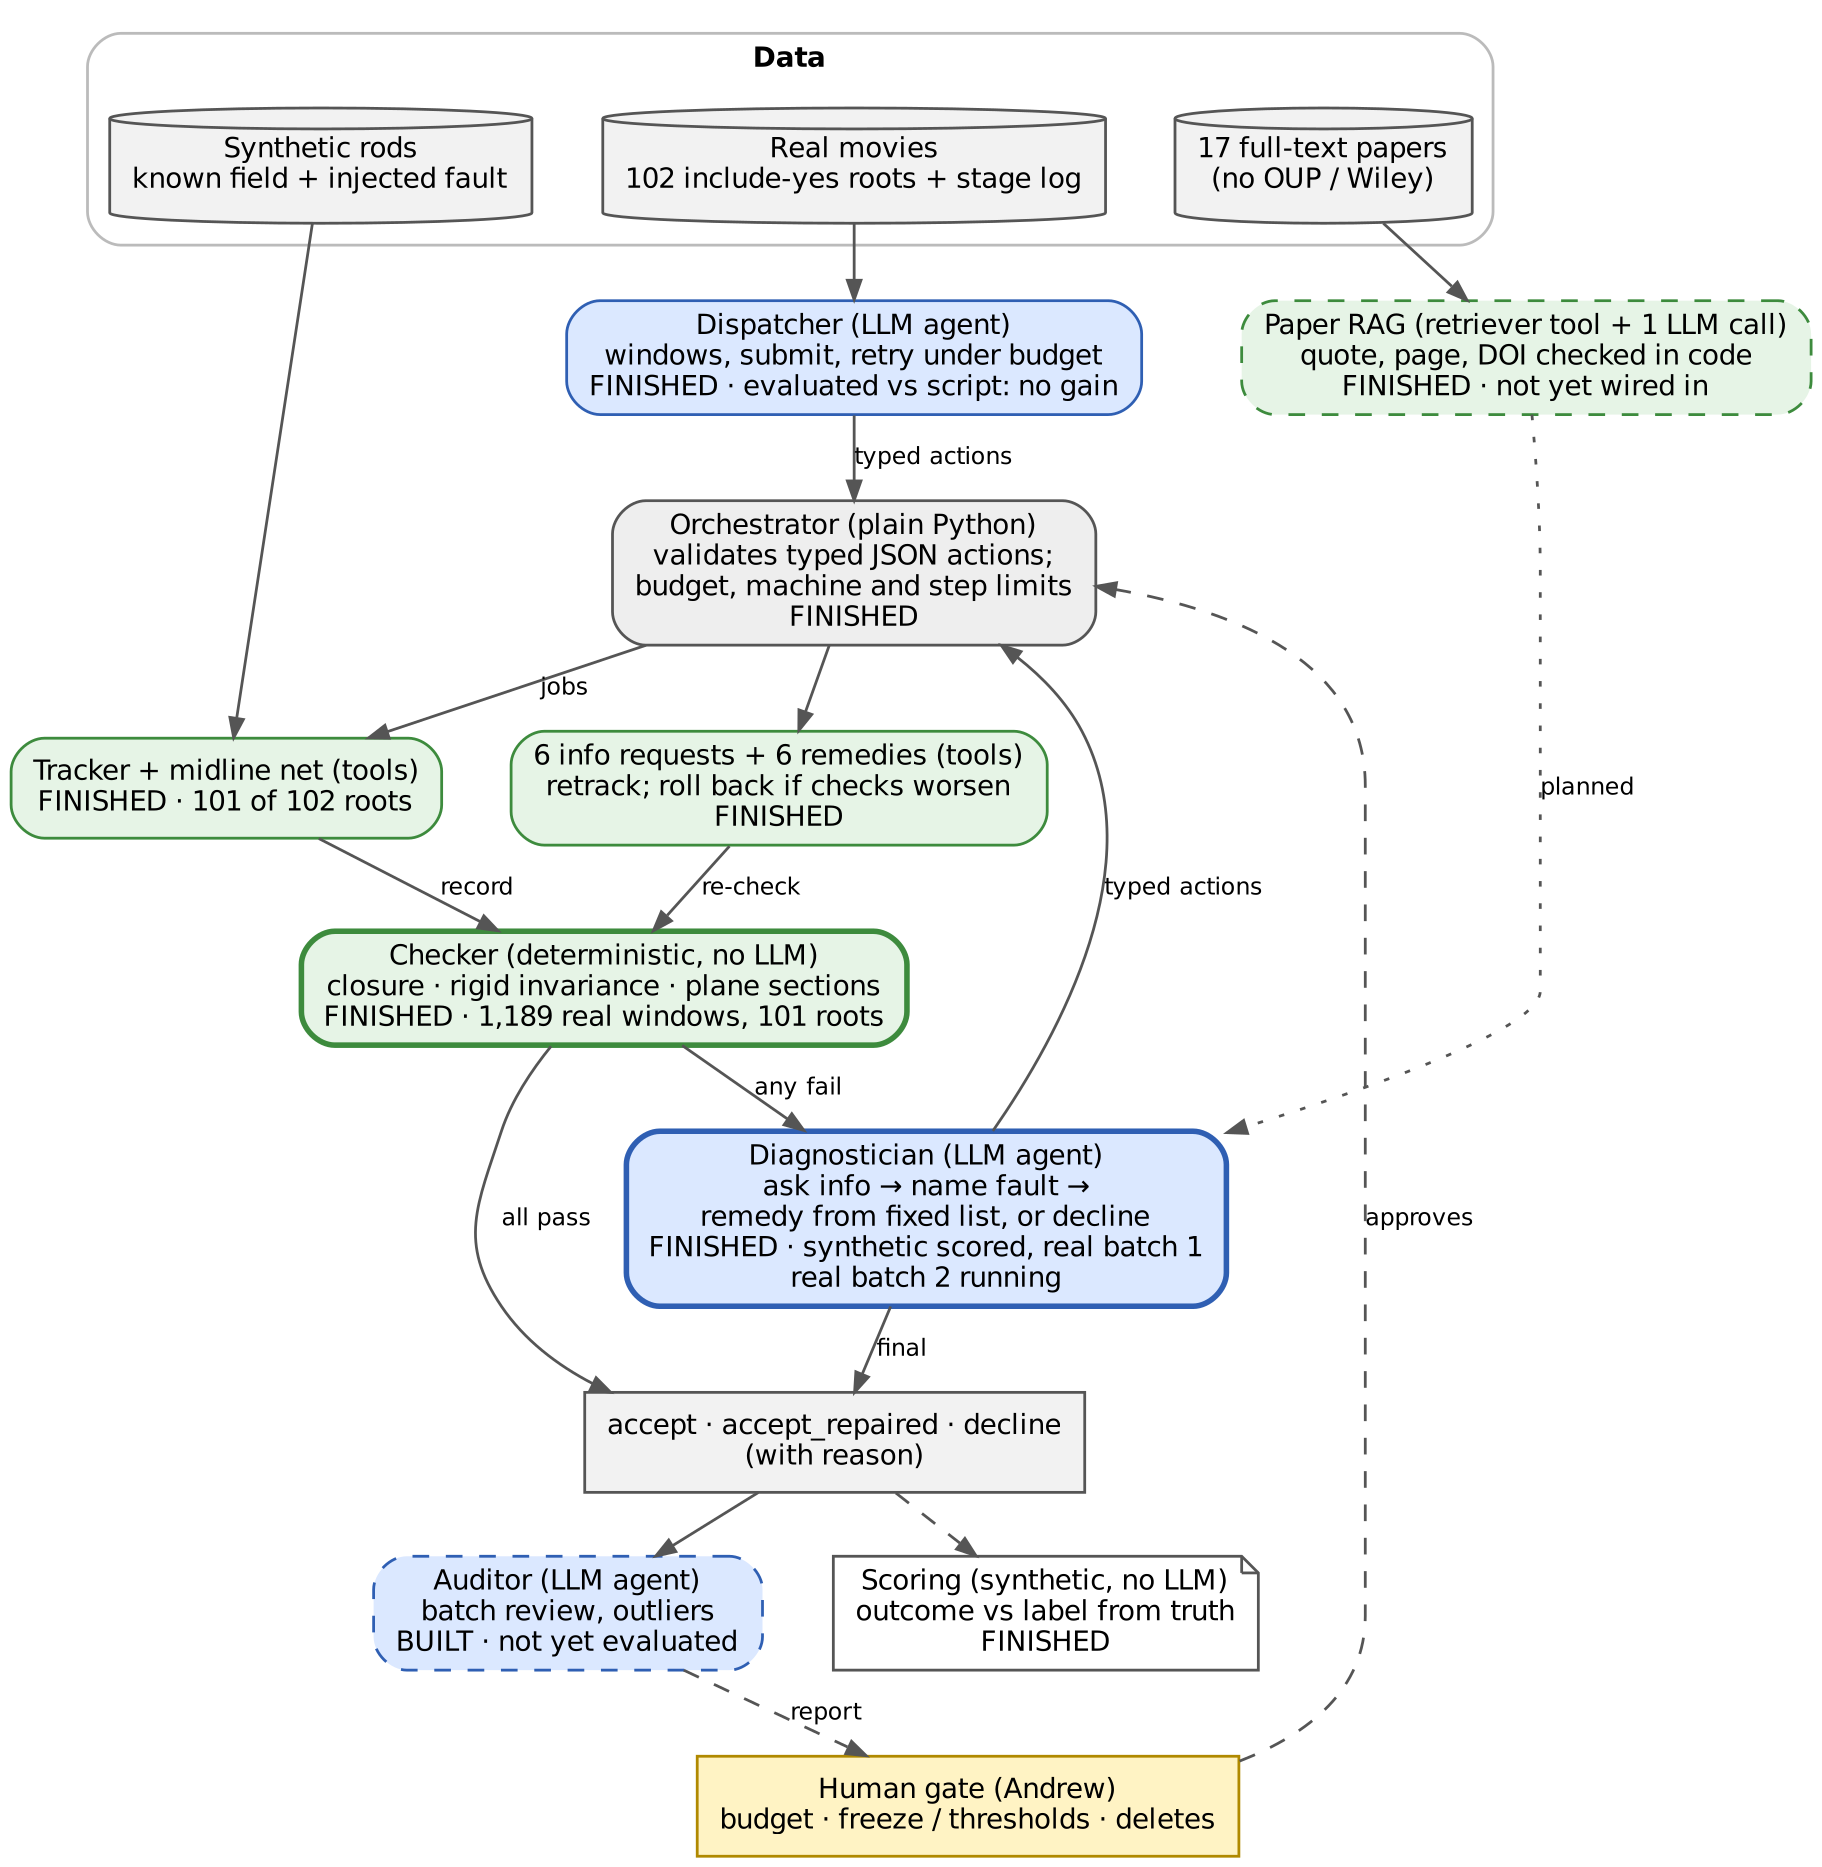 Data
Synthetic rods
known field + injected fault
Real movies
102 include-yes roots + stage log
17 full-text papers
(no OUP / Wiley)
Dispatcher (LLM agent)
windows, submit, retry under budget
FINISHED · evaluated vs script: no gain
Paper RAG (retriever tool + 1 LLM call)
quote, page, DOI checked in code
FINISHED · not yet wired in
typed actions
Orchestrator (plain Python)
validates typed JSON actions;
budget, machine and step limits
FINISHED
jobs
Tracker + midline net (tools)
FINISHED · 101 of 102 roots
6 info requests + 6 remedies (tools)
retrack; roll back if checks worsen
FINISHED
planned
record
re-check
typed actions
Checker (deterministic, no LLM)
closure · rigid invariance · plane sections
FINISHED · 1,189 real windows, 101 roots
any fail
all pass
Diagnostician (LLM agent)
ask info → name fault →
remedy from fixed list, or decline
FINISHED · synthetic scored, real batch 1
real batch 2 running
approves
final
accept · accept_repaired · decline
(with reason)
Auditor (LLM agent)
batch review, outliers
BUILT · not yet evaluated
Scoring (synthetic, no LLM)
outcome vs label from truth
FINISHED
report
Human gate (Andrew)
budget · freeze / thresholds · deletes